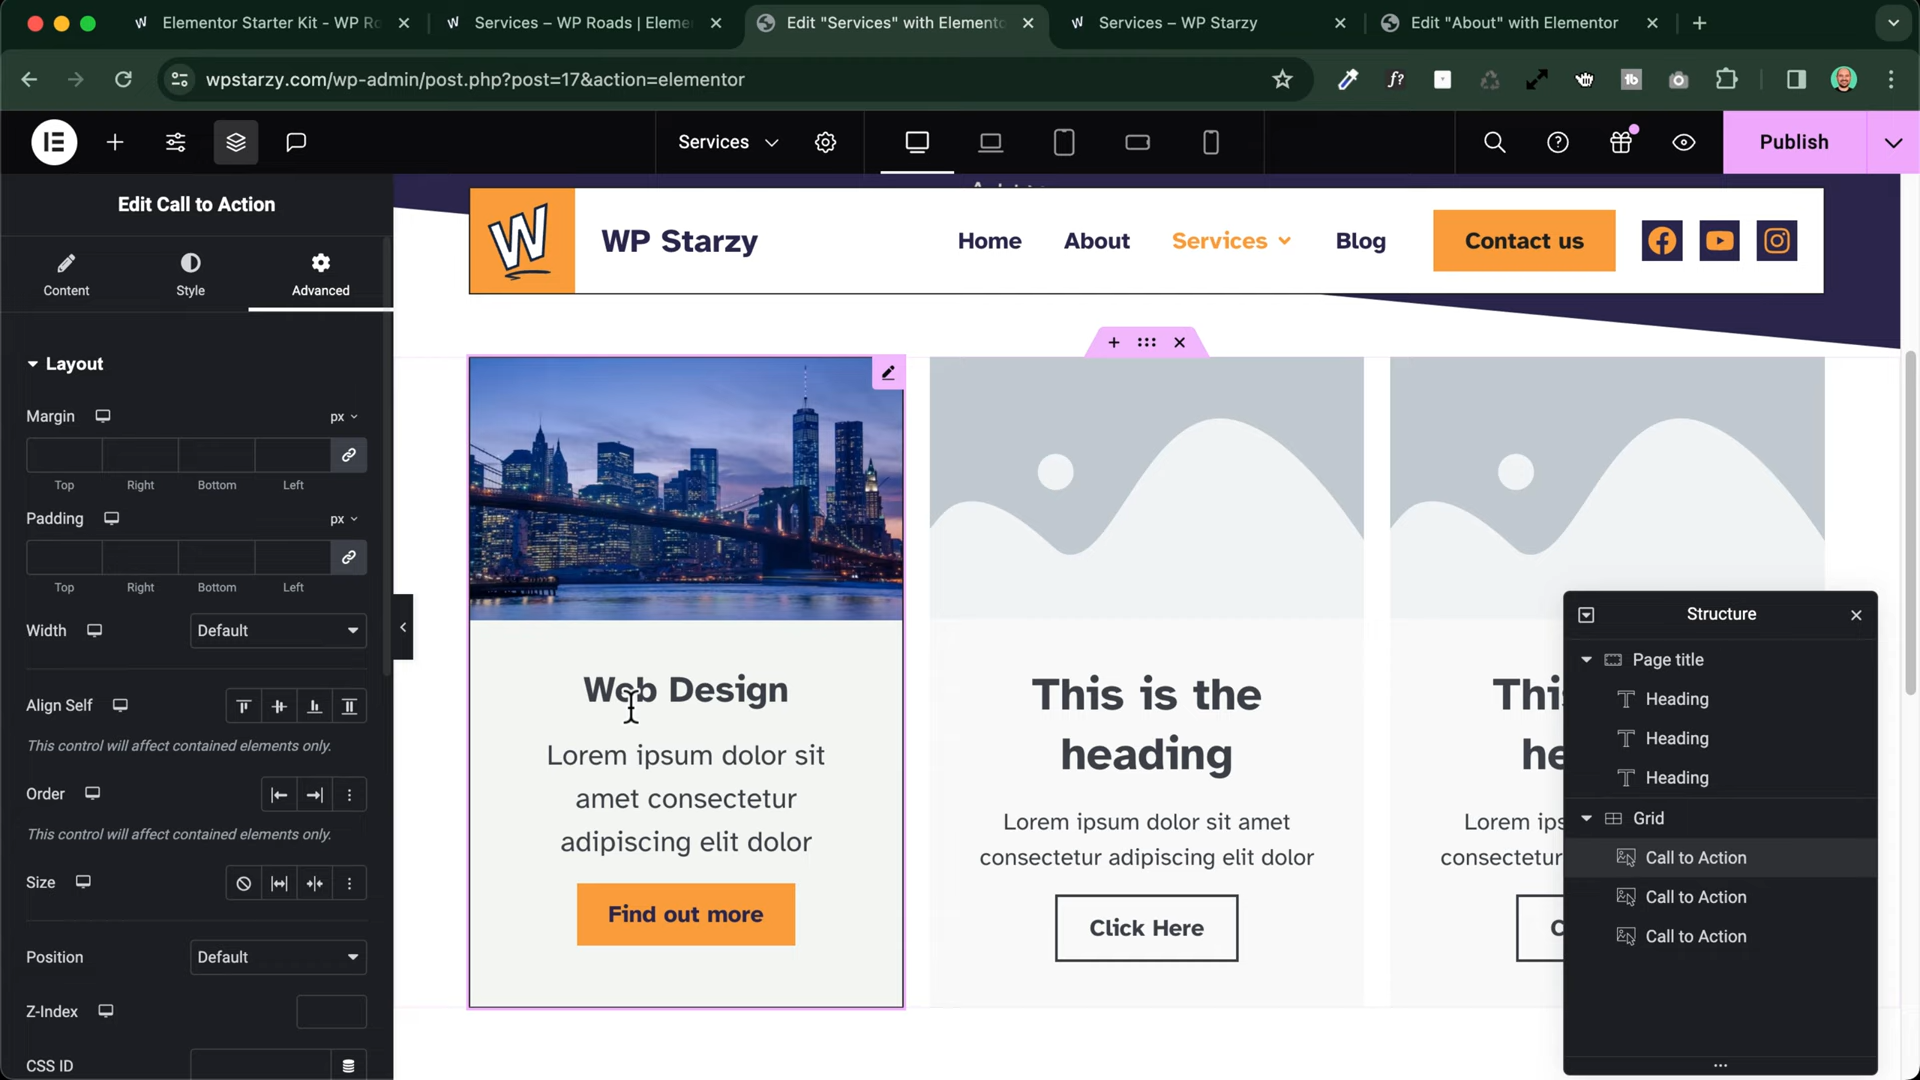 Elementor Starter Kit - WP Ro
Services – WP Roads | Eleme
Edit "Services" with Elemento
Services – WP Starzy
Edit "About" with Elementor
wpstarzy.com/wp-admin/post.php?post=17&action=elementor
f?
tb
Services
Publish
Edit Call to Action
Content
Style
Advanced
Layout
Margin
px
Top
Right
Bottom
Left
Padding
px
Top
Right
Bottom
Left
Width
Default
Align Self
This control will affect contained elements only.
Order
This control will affect contained elements only.
Size
Position
Default
Z-Index
CSS ID
W
WP Starzy
Home
About
Services
Blog
Contact us
Web Design
Lorem ipsum dolor sit
amet consectetur
adipiscing elit dolor
Find out more
This is the
heading
Lorem ipsum dolor sit amet
consectetur adipiscing elit dolor
Click Here
Thi
he
Lorem ips
consectetur
C
Structure
Page title
Heading
Heading
Heading
Grid
Call to Action
Call to Action
Call to Action